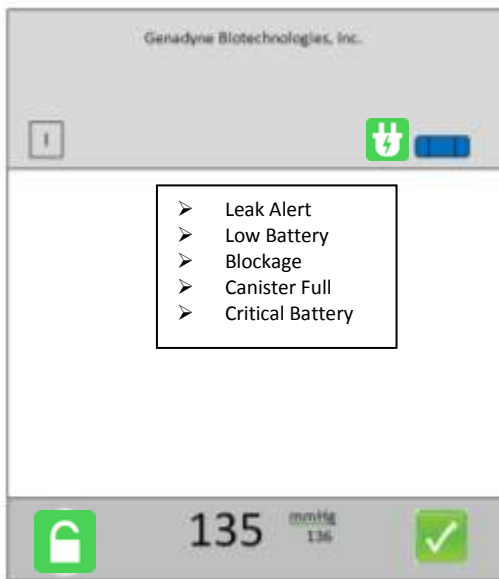 Genadyne Biotechnologies, Inc.
I
➢ Leak Alert
➢ Low Battery
➢ Blockage
➢ Canister Full
➢ Critical Battery
135 mmHg
136